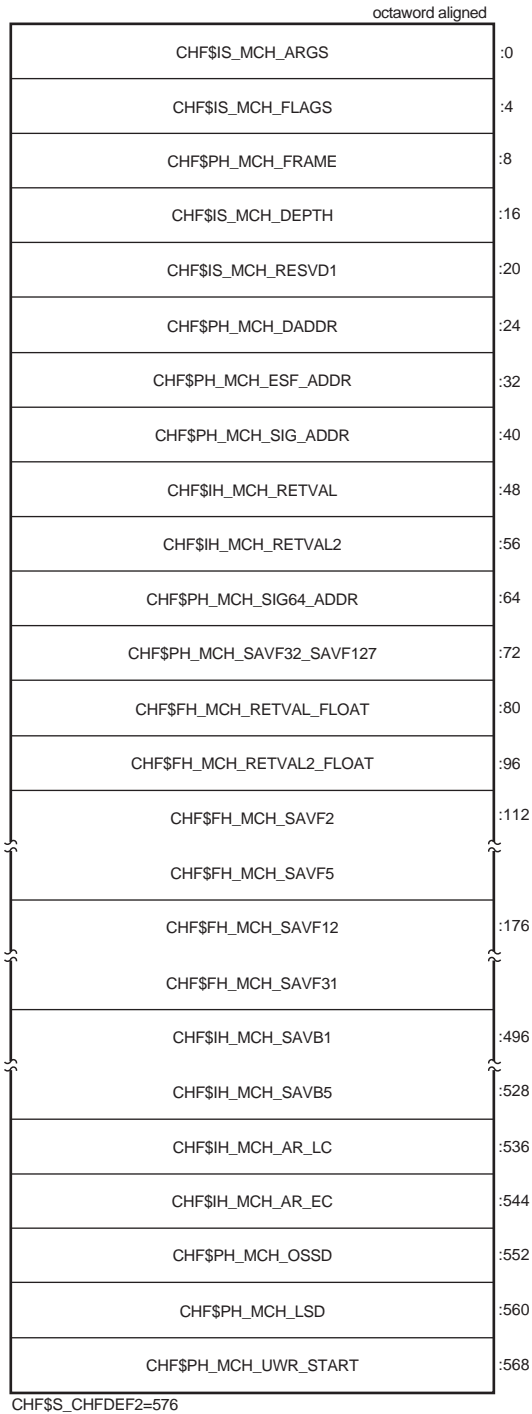 octaword aligned
CHF$IS_MCH_ARGS :0
CHF$IS_MCH_FLAGS :4
CHF$PH_MCH_FRAME :8
CHF$IS_MCH_DEPTH :16
CHF$IS_MCH_RESVD1 :20
CHF$PH_MCH_DADDR :24
CHF$PH_MCH_ESF_ADDR :32
CHF$PH_MCH_SIG_ADDR :40
CHF$IH_MCH_RETVAL :48
CHF$IH_MCH_RETVAL2 :56
CHF$PH_MCH_SIG64_ADDR :64
CHF$PH_MCH_SAVF32_SAVF127 :72
CHF$FH_MCH_RETVAL_FLOAT :80
CHF$FH_MCH_RETVAL2_FLOAT :96
CHF$FH_MCH_SAVF2 :112
CHF$FH_MCH_SAVF5
CHF$FH_MCH_SAVF12 :176
CHF$FH_MCH_SAVF31
CHF$IH_MCH_SAVB1 :496
CHF$IH_MCH_SAVB5 :528
CHF$IH_MCH_AR_LC :536
CHF$IH_MCH_AR_EC :544
CHF$PH_MCH_OSSD :552
CHF$PH_MCH_LSD :560
CHF$PH_MCH_UWR_START :568
CHF$S_CHFDEF2=576